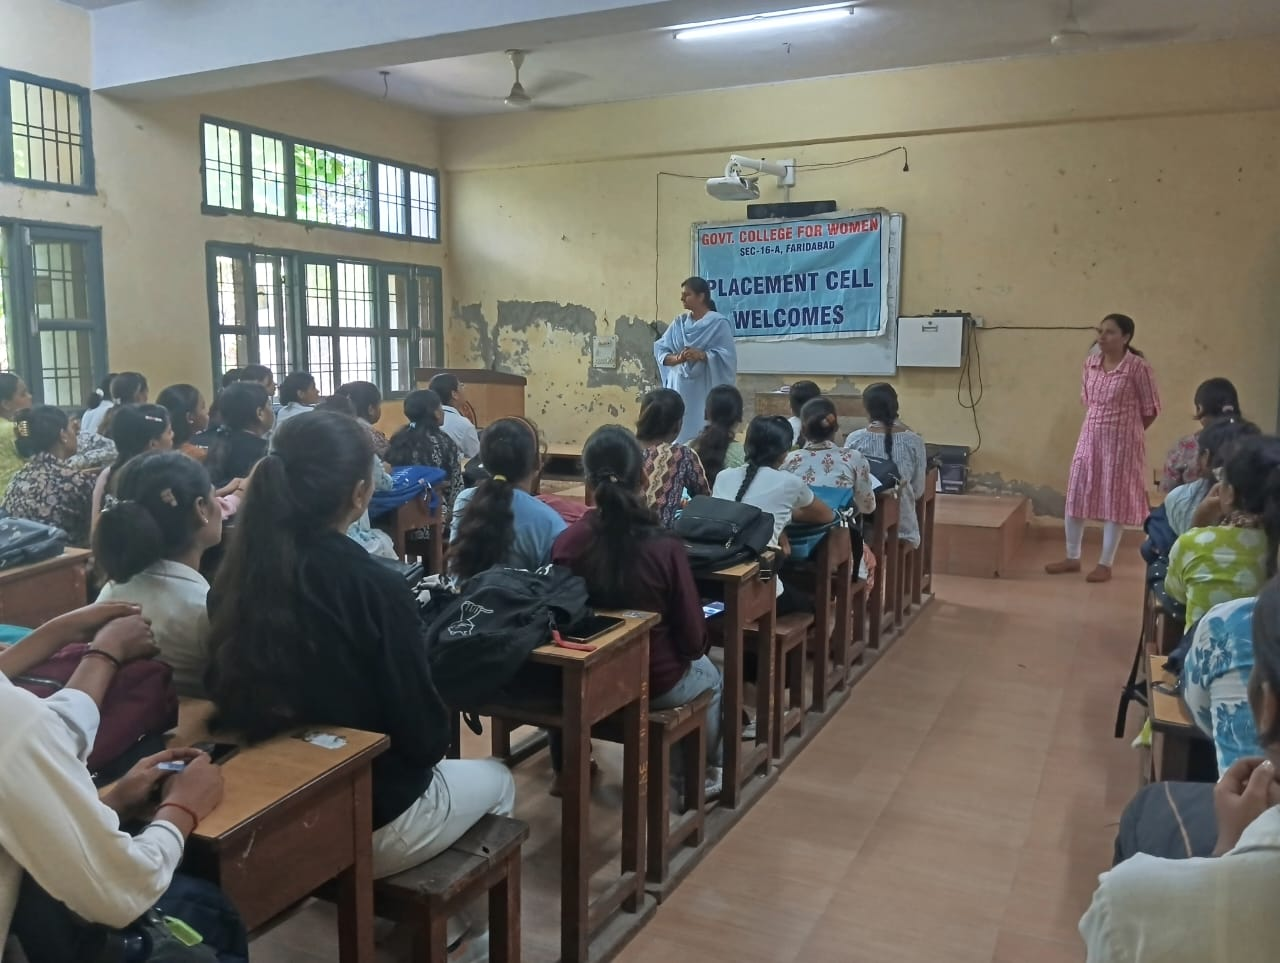 GOVT. COLLEGE FOR WOMEN
SEC-16-A, FARIDABAD
PLACEMENT CELL
WELCOMES